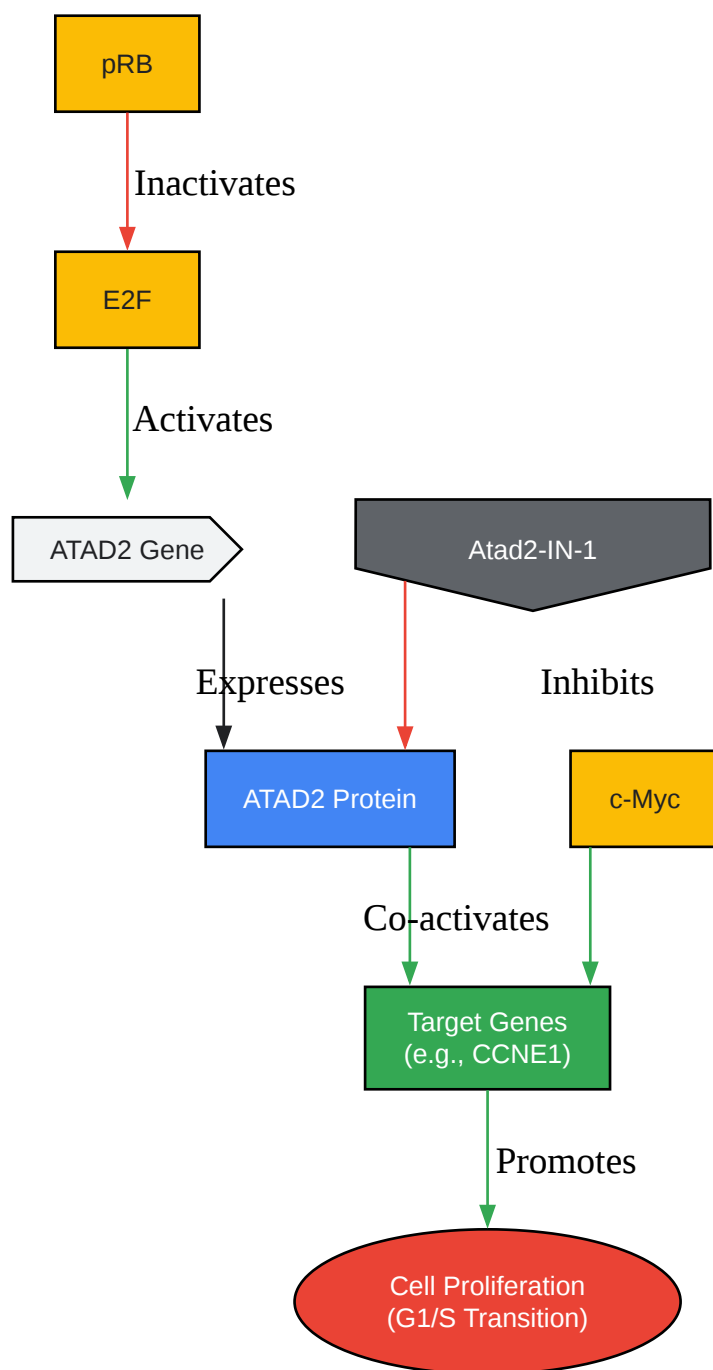 pRB
Inactivates
E2F
Activates
ATAD2 Gene
Atad2-IN-1
Expresses
Inhibits
ATAD2 Protein
c-Myc
Co-activates
Target Genes
(e.g., CCNE1)
Promotes
Cell Proliferation
(G1/S Transition)